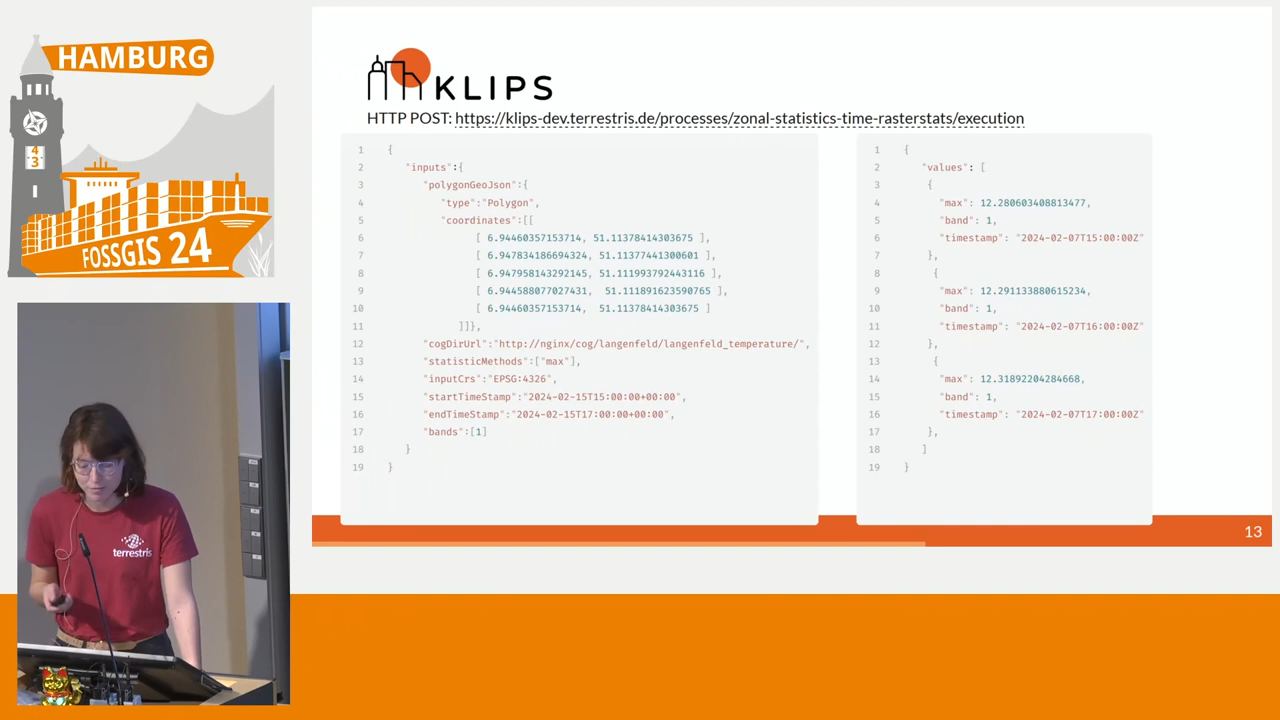 HAMBURG
4
3
FOSSGIS 24
terrestris
KLIPS
HTTP POST: https://klips-dev.terrestris.de/processes/zonal-statistics-time-rasterstats/execution
1 {
2 "inputs":{
3 "polygonGeoJson":{
4 "type":"Polygon",
5 "coordinates":[[
6 [ 6.94460357153714, 51.11378414303675 ],
7 [ 6.947834186694324, 51.11377441300601 ],
8 [ 6.947958143292145, 51.111993792443116 ],
9 [ 6.944588077027431, 51.111891623590765 ],
10 [ 6.94460357153714, 51.11378414303675 ]
11 ]]},
12 "cogDirUrl":"http://nginx/cog/langenfeld/langenfeld_temperature/",
13 "statisticMethods":["max"],
14 "inputCrs":"EPSG:4326",
15 "startTimeStamp":"2024-02-15T15:00:00+00:00",
16 "endTimeStamp":"2024-02-15T17:00:00+00:00",
17 "bands":[1]
18 }
19 }
1 {
2 "values": [
3 {
4 "max": 12.280603408813477,
5 "band": 1,
6 "timestamp": "2024-02-07T15:00:00Z"
7 },
8 {
9 "max": 12.291133880615234,
10 "band": 1,
11 "timestamp": "2024-02-07T16:00:00Z"
12 },
13 {
14 "max": 12.31892204284668,
15 "band": 1,
16 "timestamp": "2024-02-07T17:00:00Z"
17 },
18 ]
19 }
13